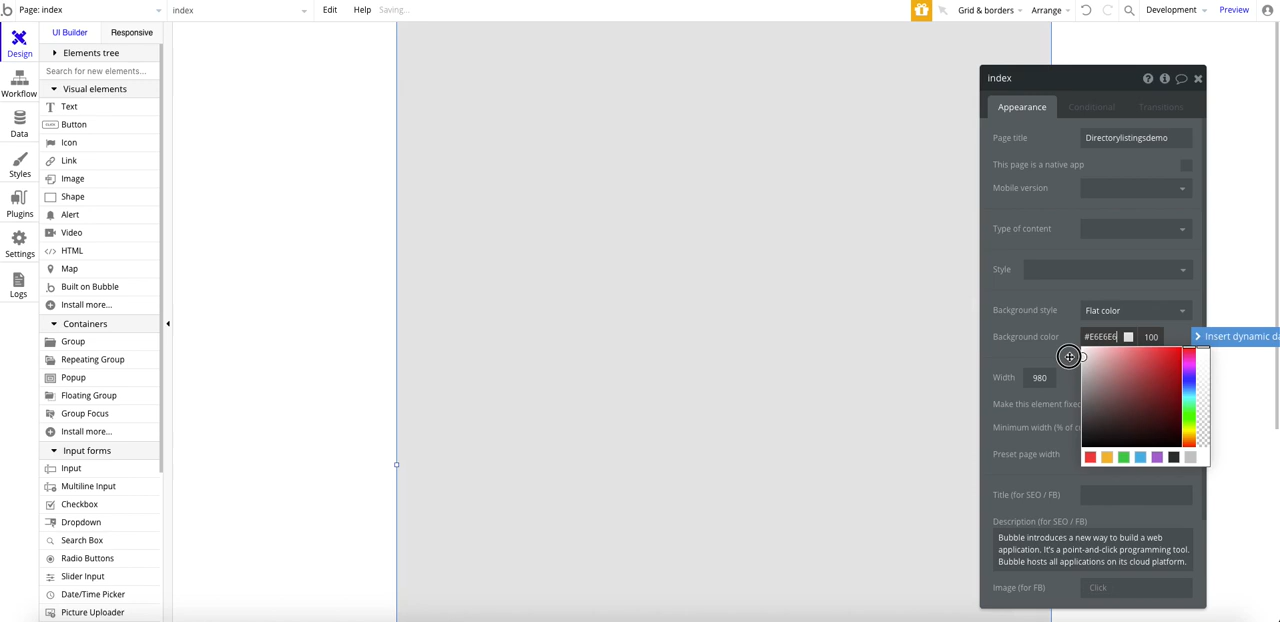 Page: index
index
Edit
Help
Saving...
Grid & borders
Arrange
Development
Preview
Design
Workflow
Data
Styles
Plugins
Settings
Logs
UI Builder
Responsive
Elements tree
Search for new elements...
Visual elements
Text
Button
Icon
Link
Image
Shape
Alert
Video
HTML
Map
Built on Bubble
Install more...
Containers
Group
Repeating Group
Popup
Floating Group
Group Focus
Install more...
Input forms
Input
Multiline Input
Checkbox
Dropdown
Search Box
Radio Buttons
Slider Input
Date/Time Picker
Picture Uploader
index
Appearance
Conditional
Transitions
Page title
Directorylistingsdemo
This page is a native app
Mobile version
Type of content
Style
Background style
Flat color
Background color
#E6E6E6
100
Insert dynamic da
Width
980
Make this element fixed
Minimum width (% of c
Preset page width
Title (for SEO / FB)
Description (for SEO / FB)
Bubble introduces a new way to build a web
application. It's a point-and-click programming tool.
Bubble hosts all applications on its cloud platform.
Image (for FB)
Click